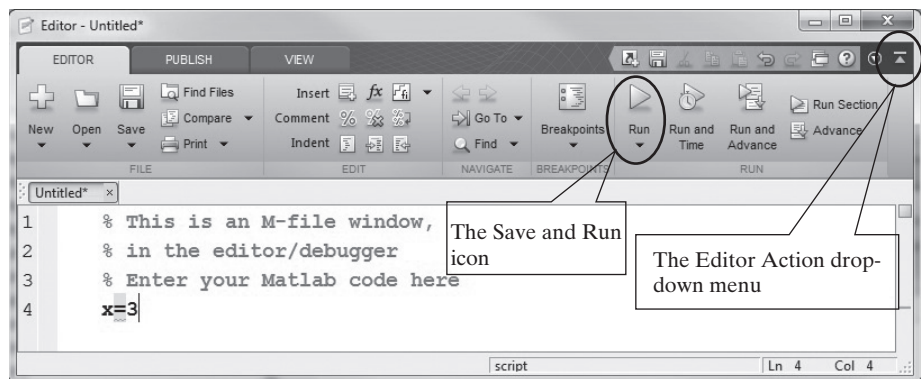 Editor - Untitled*
EDITOR PUBLISH VIEW
New Open Save
Find Files
Compare
Print
FILE
Insert fx
Comment
Indent
EDIT
Go To
Find
NAVIGATE
Breakpoints
BREAKPOINTS
Run
Run and Time
Run and Advance
Run Section
Advance
RUN
Untitled*
1 % This is an M-file window,
2 % in the editor/debugger
3 % Enter your Matlab code here
4 x=3
The Save and Run
icon
The Editor Action drop-
down menu
script Ln 4 Col 4